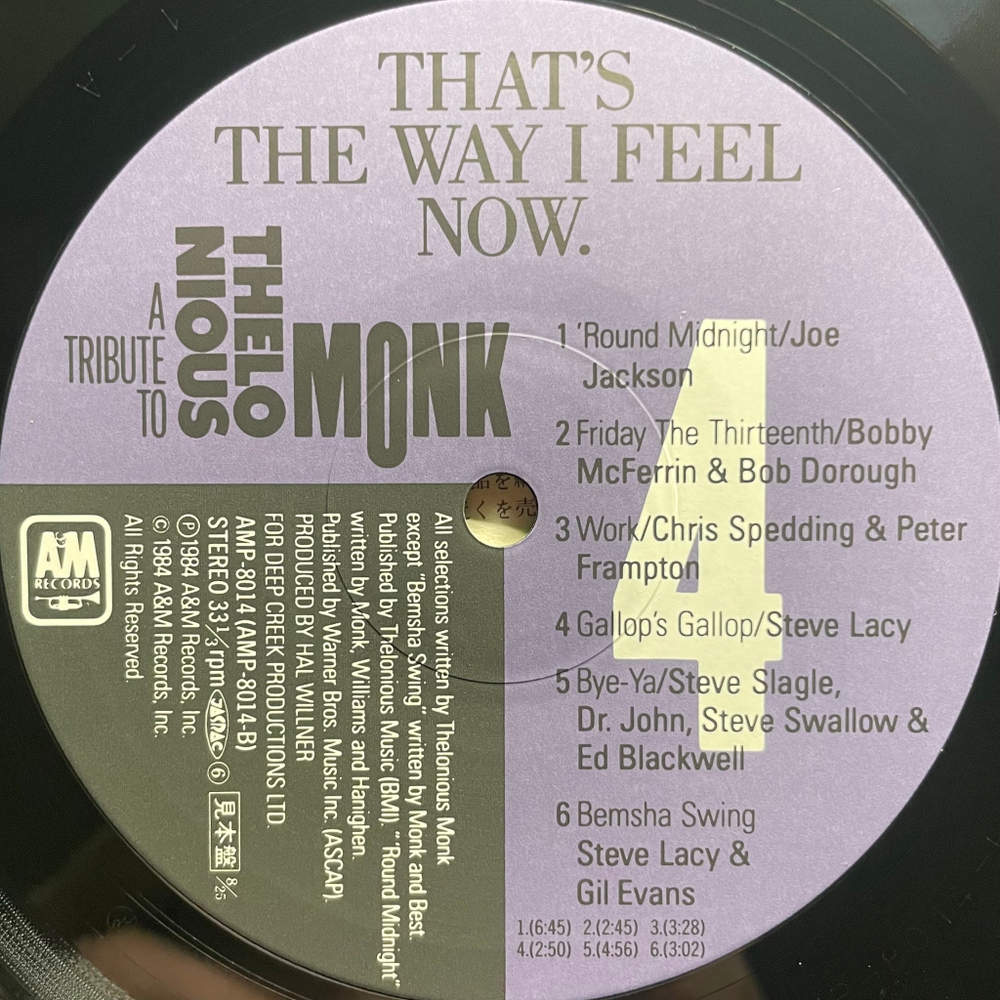 THAT'S
THE WAY I FEEL
NOW.
A
TRIBUTE
TO
THELO
NIOUS
MONK
4
1 'Round Midnight/Joe
Jackson
2 Friday The Thirteenth/Bobby
McFerrin & Bob Dorough
3 Work/Chris Spedding & Peter
Frampton
4 Gallop's Gallop/Steve Lacy
5 Bye-Ya/Steve Slagle,
Dr. John, Steve Swallow &
Ed Blackwell
6 Bemsha Swing
Steve Lacy &
Gil Evans
1.(6:45) 2.(2:45) 3.(3:28)
4.(2:50) 5.(4:56) 6.(3:02)
All selections written by Thelonious Monk
except "Bemsha Swing" written by Monk and Best.
Published by Thelonious Music (BMI). "'Round Midnight"
written by Monk, Williams and Hanighen.
Published by Warner Bros. Music Inc. (ASCAP).
PRODUCED BY HAL WILLNER
FOR DEEP CREEK PRODUCTIONS LTD.
AMP-8014 (AMP-8014-B)
STEREO 33 1/3 rpm JASRAC ⑥ 見本盤 8/25
℗ 1984 A&M Records, Inc.
© 1984 A&M Records, Inc.
All Rights Reserved.
A&M
RECORDS
くを売